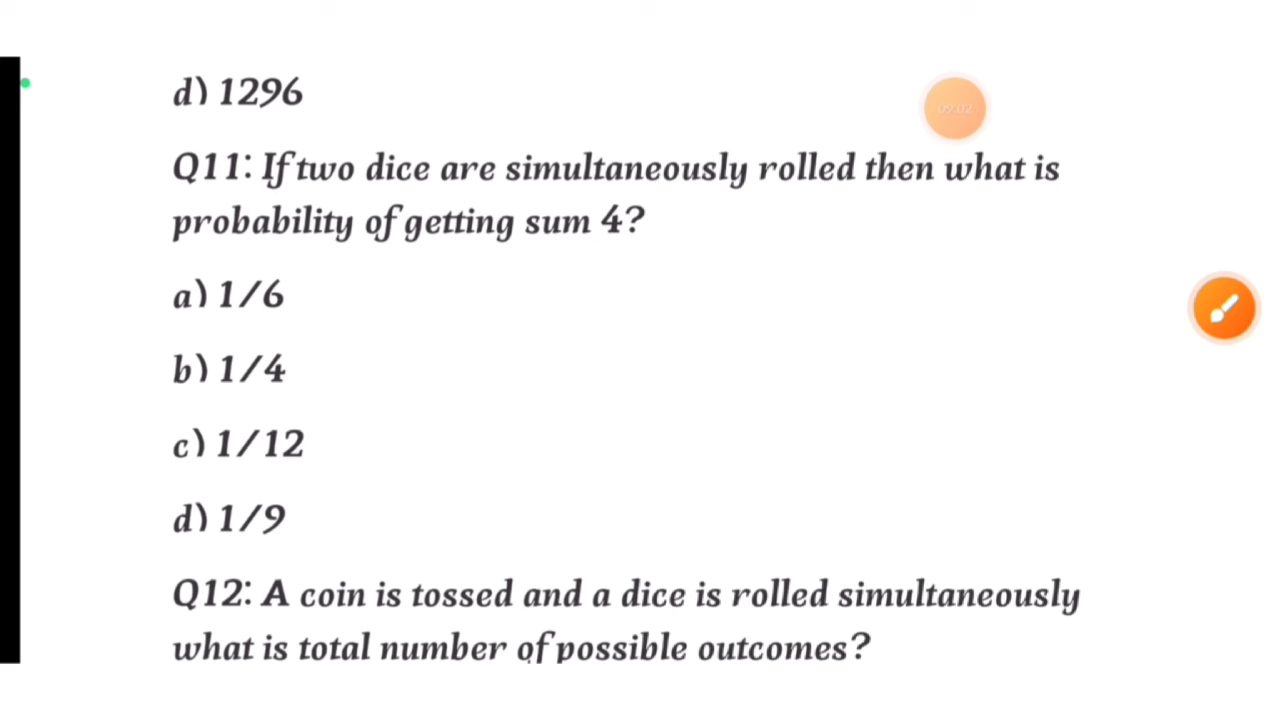 d) 1296
09:02
Q11: If two dice are simultaneously rolled then what is
probability of getting sum 4?
a) 1/6
b) 1/4
c) 1/12
d) 1/9
Q12: A coin is tossed and a dice is rolled simultaneously
what is total number of possible outcomes?